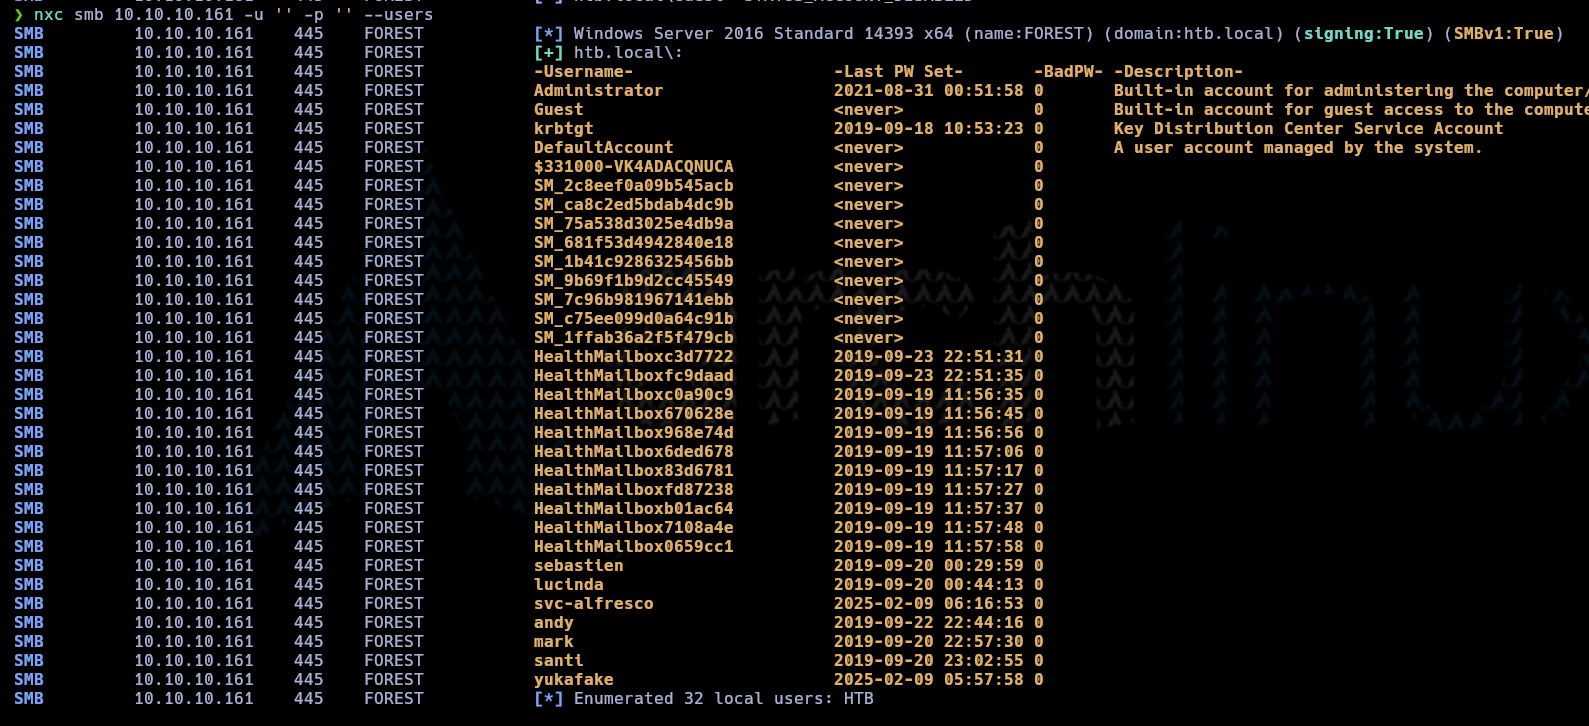 ❯ nxc smb 10.10.10.161 -u '' -p '' --users
SMB 10.10.10.161 445 FOREST [*] Windows Server 2016 Standard 14393 x64 (name:FOREST) (domain:htb.local) (signing:True) (SMBv1:True)
SMB 10.10.10.161 445 FOREST [+] htb.local\:
SMB 10.10.10.161 445 FOREST -Username- -Last PW Set- -BadPW- -Description-
SMB 10.10.10.161 445 FOREST Administrator 2021-08-31 00:51:58 0 Built-in account for administering the computer/
SMB 10.10.10.161 445 FOREST Guest <never> 0 Built-in account for guest access to the compute
SMB 10.10.10.161 445 FOREST krbtgt 2019-09-18 10:53:23 0 Key Distribution Center Service Account
SMB 10.10.10.161 445 FOREST DefaultAccount <never> 0 A user account managed by the system.
SMB 10.10.10.161 445 FOREST $331000-VK4ADACQNUCA <never> 0
SMB 10.10.10.161 445 FOREST SM_2c8eef0a09b545acb <never> 0
SMB 10.10.10.161 445 FOREST SM_ca8c2ed5bdab4dc9b <never> 0
SMB 10.10.10.161 445 FOREST SM_75a538d3025e4db9a <never> 0
SMB 10.10.10.161 445 FOREST SM_681f53d4942840e18 <never> 0
SMB 10.10.10.161 445 FOREST SM_1b41c9286325456bb <never> 0
SMB 10.10.10.161 445 FOREST SM_9b69f1b9d2cc45549 <never> 0
SMB 10.10.10.161 445 FOREST SM_7c96b981967141ebb <never> 0
SMB 10.10.10.161 445 FOREST SM_c75ee099d0a64c91b <never> 0
SMB 10.10.10.161 445 FOREST SM_1ffab36a2f5f479cb <never> 0
SMB 10.10.10.161 445 FOREST HealthMailboxc3d7722 2019-09-23 22:51:31 0
SMB 10.10.10.161 445 FOREST HealthMailboxfc9daad 2019-09-23 22:51:35 0
SMB 10.10.10.161 445 FOREST HealthMailboxc0a90c9 2019-09-19 11:56:35 0
SMB 10.10.10.161 445 FOREST HealthMailbox670628e 2019-09-19 11:56:45 0
SMB 10.10.10.161 445 FOREST HealthMailbox968e74d 2019-09-19 11:56:56 0
SMB 10.10.10.161 445 FOREST HealthMailbox6ded678 2019-09-19 11:57:06 0
SMB 10.10.10.161 445 FOREST HealthMailbox83d6781 2019-09-19 11:57:17 0
SMB 10.10.10.161 445 FOREST HealthMailboxfd87238 2019-09-19 11:57:27 0
SMB 10.10.10.161 445 FOREST HealthMailboxb01ac64 2019-09-19 11:57:37 0
SMB 10.10.10.161 445 FOREST HealthMailbox7108a4e 2019-09-19 11:57:48 0
SMB 10.10.10.161 445 FOREST HealthMailbox0659cc1 2019-09-19 11:57:58 0
SMB 10.10.10.161 445 FOREST sebastien 2019-09-20 00:29:59 0
SMB 10.10.10.161 445 FOREST lucinda 2019-09-20 00:44:13 0
SMB 10.10.10.161 445 FOREST svc-alfresco 2025-02-09 06:16:53 0
SMB 10.10.10.161 445 FOREST andy 2019-09-22 22:44:16 0
SMB 10.10.10.161 445 FOREST mark 2019-09-20 22:57:30 0
SMB 10.10.10.161 445 FOREST santi 2019-09-20 23:02:55 0
SMB 10.10.10.161 445 FOREST yukafake 2025-02-09 05:57:58 0
SMB 10.10.10.161 445 FOREST [*] Enumerated 32 local users: HTB